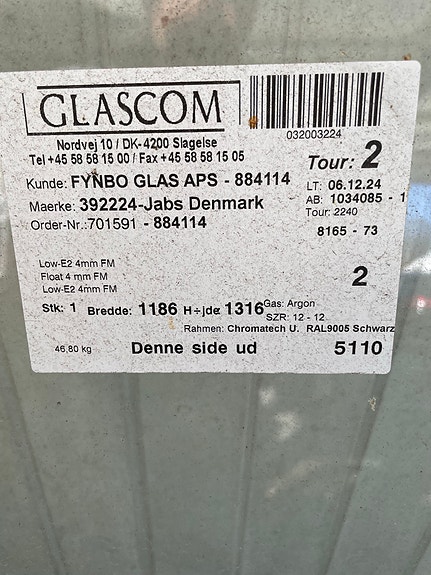 GLASCOM
032003224
Nordvej 10 / DK-4200 Slagelse
Tel +45 58 58 15 00 / Fax +45 58 58 15 05
Tour: 2
Kunde: FYNBO GLAS APS - 884114
LT: 06.12.24
Maerke: 392224-Jabs Denmark
AB: 1034085 - 1
Order-Nr.:701591 - 884114
Tour: 2240
8165 - 73
Low-E2 4mm FM
Float 4 mm FM
2
Low-E2 4mm FM
Stk: 1 Bredde: 1186 H÷jde: 1316 Gas: Argon
SZR: 12 - 12
Rahmen: Chromatech U. RAL9005 Schwarz
46,80 kg Denne side ud 5110